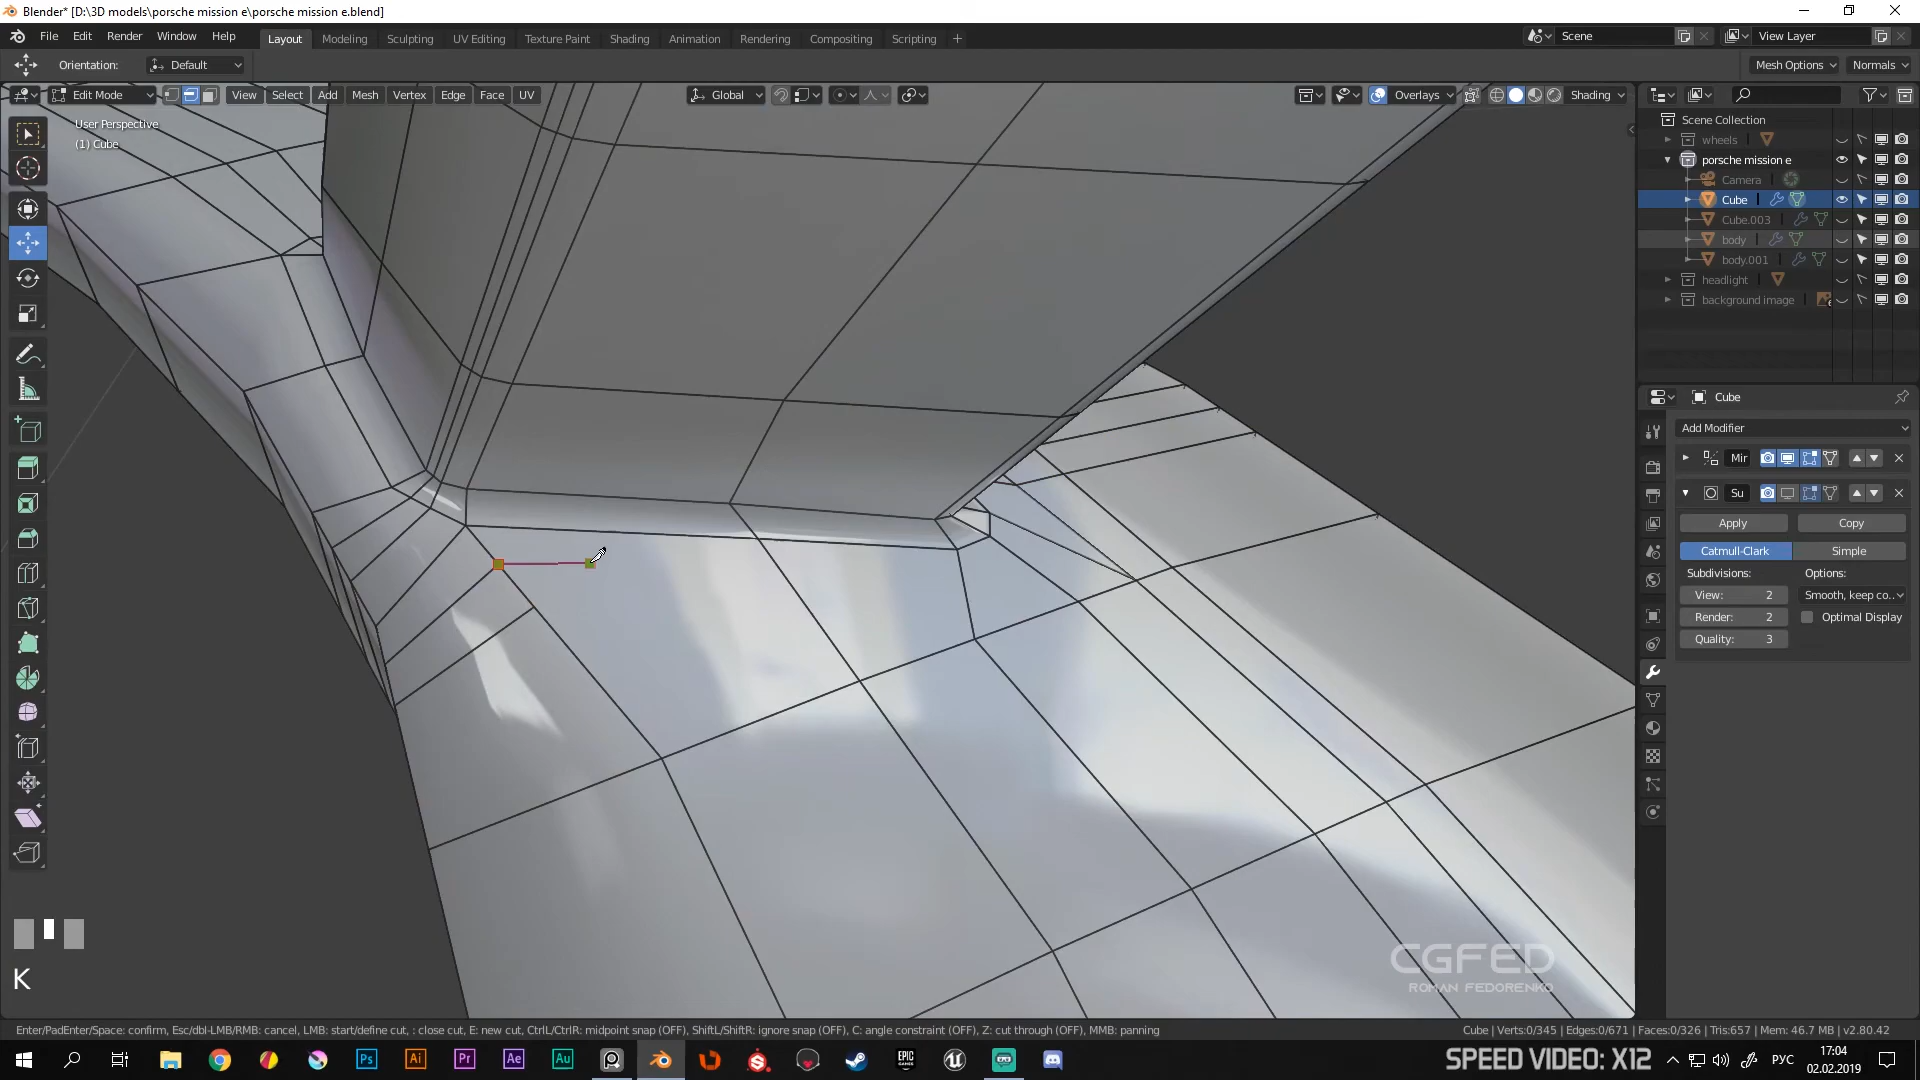 Blender* [D:\3D models\porsche mission e\porsche mission e.blend]
File Edit Render Window Help
Layout Modeling Sculpting UV Editing Texture Paint Shading Animation Rendering Compositing Scripting +
Scene
View Layer
Orientation: Default
Mesh Options Normals
Edit Mode View Select Add Mesh Vertex Edge Face UV
Global
Overlays Shading
User Perspective
(1) Cube
Scene Collection
wheels
porsche mission e
Camera
Cube
Cube.003
body
body.001
headlight
background image
Cube
Add Modifier
Mir
Su
Apply Copy
Catmull-Clark Simple
Subdivisions: Options:
View: 2 Smooth, keep co..
Render: 2 Optimal Display
Quality: 3
K
CGFED
ROMAN FEDORENKO
Enter/PadEnter/Space: confirm, Esc/dbl-LMB/RMB: cancel, LMB: start/define cut, : close cut, E: new cut, CtrlL/CtrlR: midpoint snap (OFF), ShiftL/ShiftR: ignore snap (OFF), C: angle constraint (OFF), Z: cut through (OFF), MMB: panning
Cube | Verts:0/345 | Edges:0/671 | Faces:0/326 | Tris:657 | Mem: 46.7 MB | v2.80.42
Ps Ai Pr Ae Au
EPIC GAMES
SPEED VIDEO: X12
РУС
17:04
02.02.2019